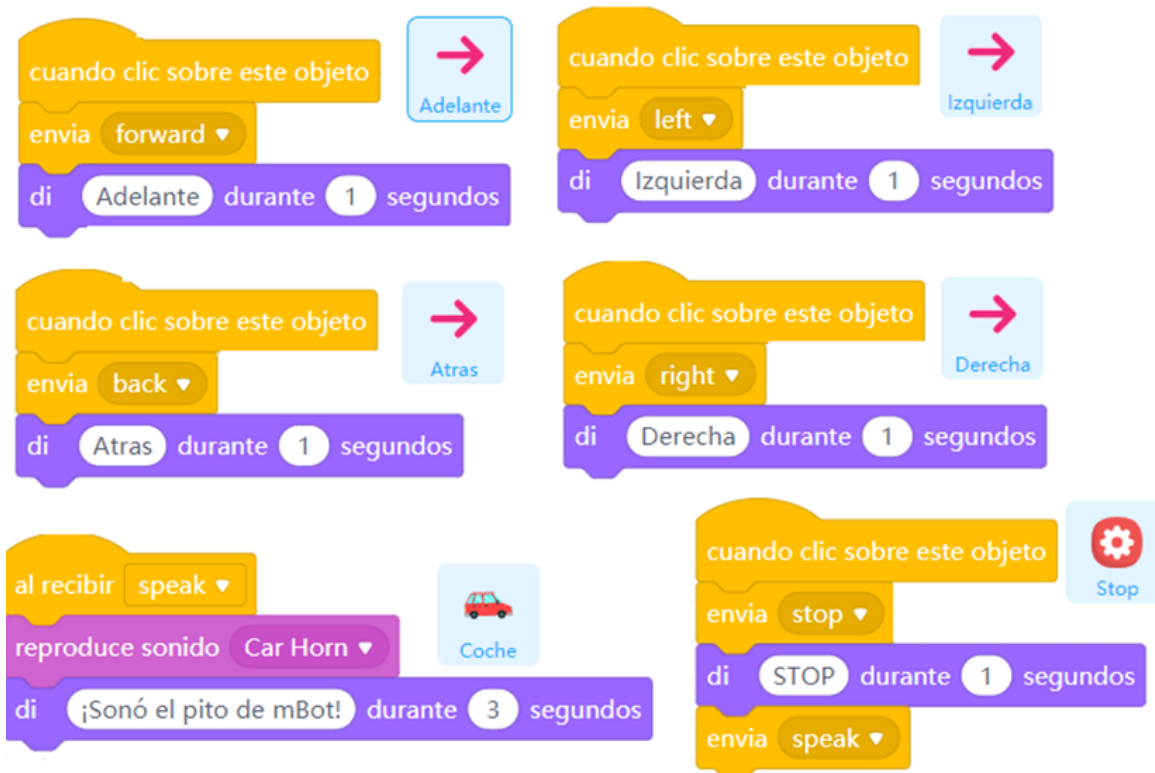 cuando clic sobre este objeto
Adelante
envia forward
di Adelante durante 1 segundos
cuando clic sobre este objeto
Izquierda
envia left
di Izquierda durante 1 segundos
cuando clic sobre este objeto
Atras
envia back
di Atras durante 1 segundos
cuando clic sobre este objeto
Derecha
envia right
di Derecha durante 1 segundos
al recibir speak
reproduce sonido Car Horn
Coche
di ¡Sonó el pito de mBot! durante 3 segundos
cuando clic sobre este objeto
Stop
envia stop
di STOP durante 1 segundos
envia speak